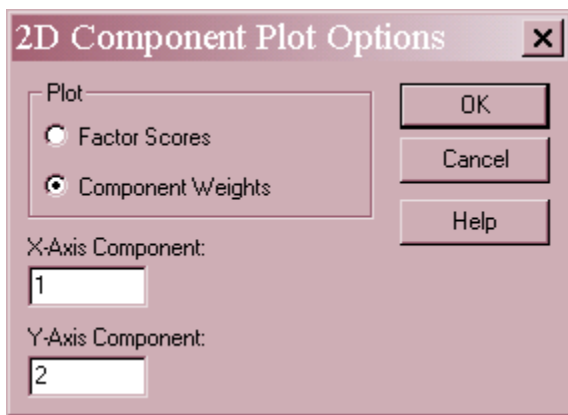 2D Component Plot Options
Plot
Factor Scores
Component Weights
OK
Cancel
Help
X-Axis Component:
1
Y-Axis Component:
2